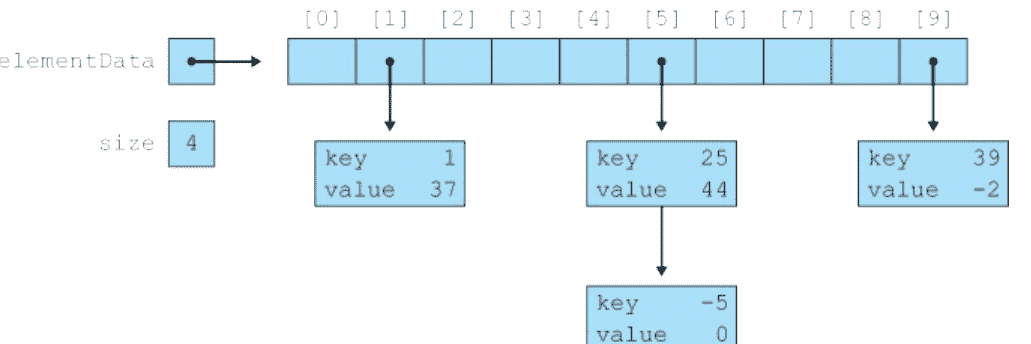 [0] [1] [2] [3] [4] [5] [6] [7] [8] [9]
elementData
size 4
key 1 key 25 key 39
value 37 value 44 value -2
key -5
value 0